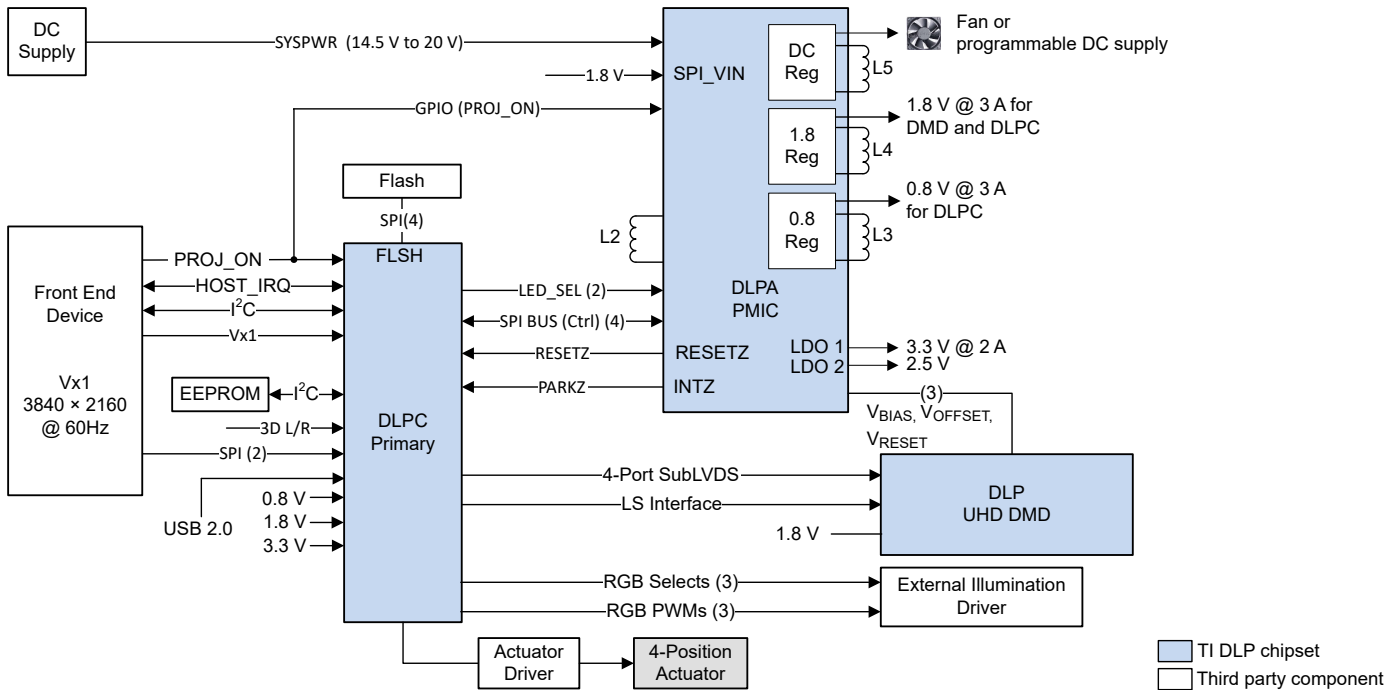 DC
Supply
SYSPWR (14.5 V to 20 V)
1.8 V
SPI_VIN
GPIO (PROJ_ON)
DC
Reg
L5
Fan or
programmable DC supply
1.8
Reg
L4
1.8 V @ 3 A for
DMD and DLPC
0.8
Reg
L3
0.8 V @ 3 A
for DLPC
L2
DLPA
PMIC
LDO 1
3.3 V @ 2 A
LDO 2
2.5 V
RESETZ
INTZ
(3)
VBIAS, VOFFSET,
VRESET
Flash
SPI(4)
FLSH
Front End
Device
Vx1
3840 × 2160
@ 60Hz
PROJ_ON
HOST_IRQ
I²C
Vx1
EEPROM
I²C
3D L/R
SPI (2)
USB 2.0
0.8 V
1.8 V
3.3 V
DLPC
Primary
LED_SEL (2)
SPI BUS (Ctrl) (4)
RESETZ
PARKZ
4-Port SubLVDS
LS Interface
1.8 V
DLP
UHD DMD
RGB Selects (3)
RGB PWMs (3)
External Illumination
Driver
Actuator
Driver
4-Position
Actuator
TI DLP chipset
Third party component